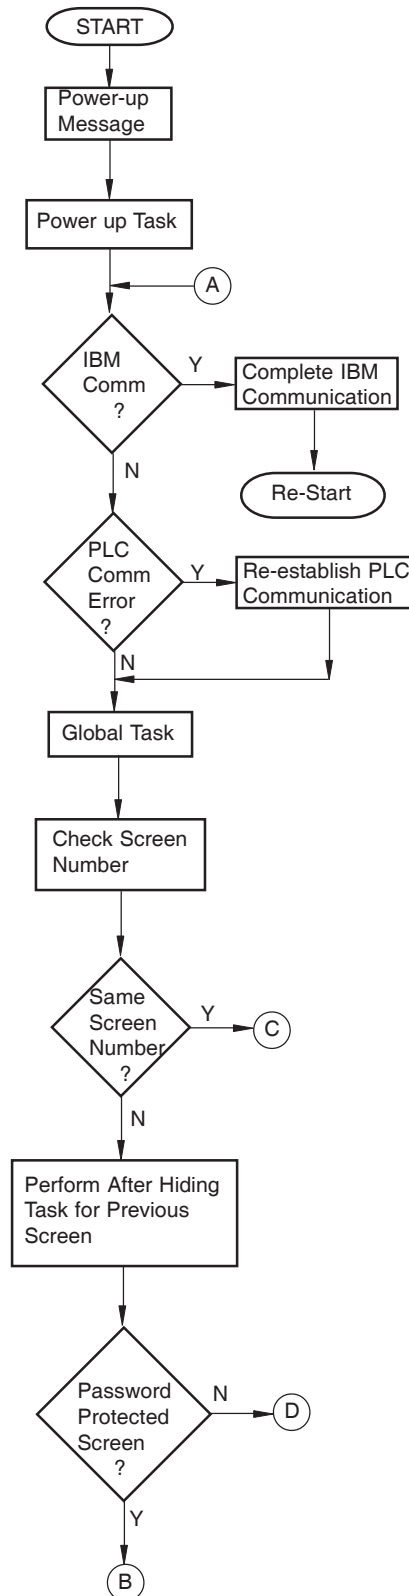 START
Power-up
Message
Power up Task
A
IBM
Comm
?
Y
Complete IBM
Communication
N
Re-Start
PLC
Comm
Error
?
Y
Re-establish PLC
Communication
N
Global Task
Check Screen
Number
Same
Screen
Number
?
Y
C
N
Perform After Hiding
Task for Previous
Screen
Password
Protected
Screen
?
N
D
Y
B